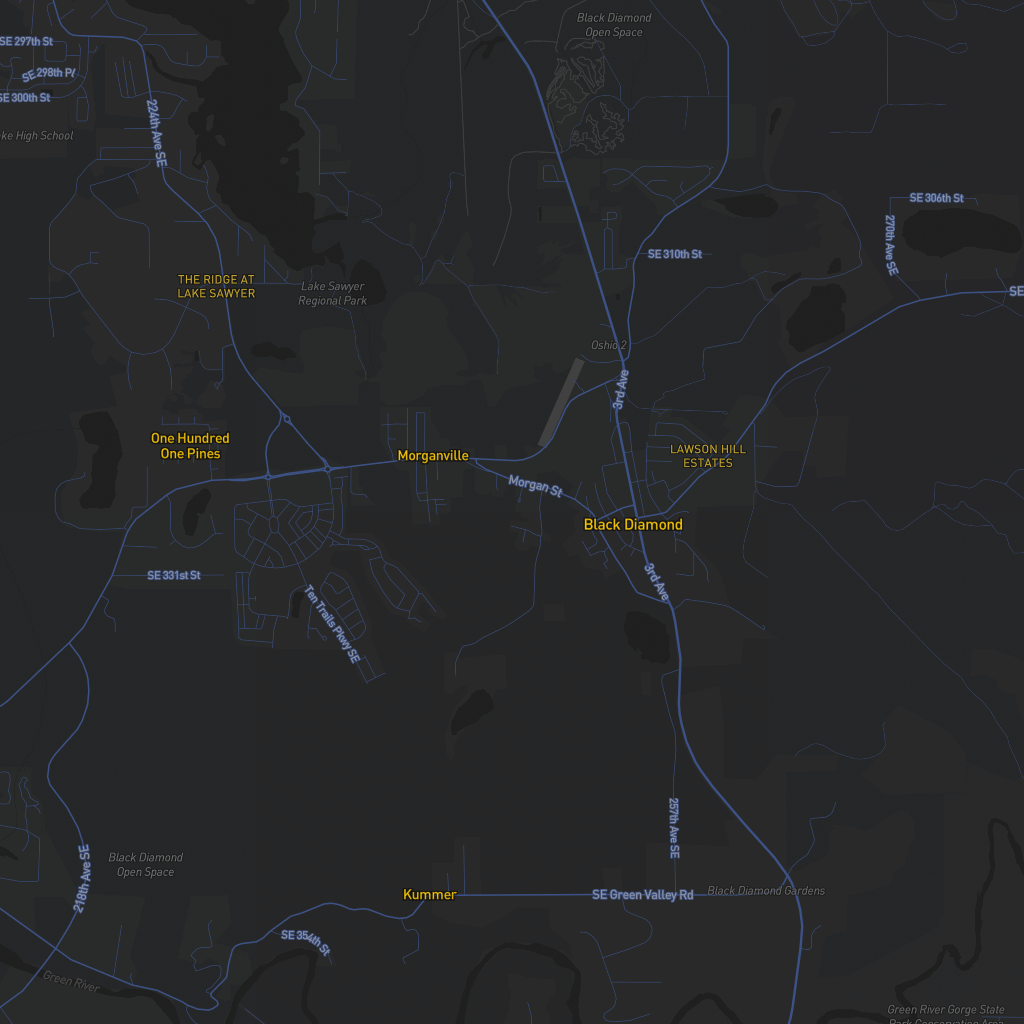 Black Diamond
Open Space
SE 297th St
SE 298th Pl
SE 300th St
224th Ave SE
ke High School
SE 306th St
270th Ave SE
SE 310th St
THE RIDGE AT
LAKE SAWYER
Lake Sawyer
Regional Park
SE
Oshio 2
3rd Ave
One Hundred
One Pines
Morganville
LAWSON HILL
ESTATES
Morgan St
Black Diamond
SE 331st St
3rd Ave
Ten Trails Pkwy SE
257th Ave SE
218th Ave SE
Black Diamond
Open Space
Kummer
SE Green Valley Rd
Black Diamond Gardens
SE 354th St
Green River
Green River Gorge State
Park Conservation Area